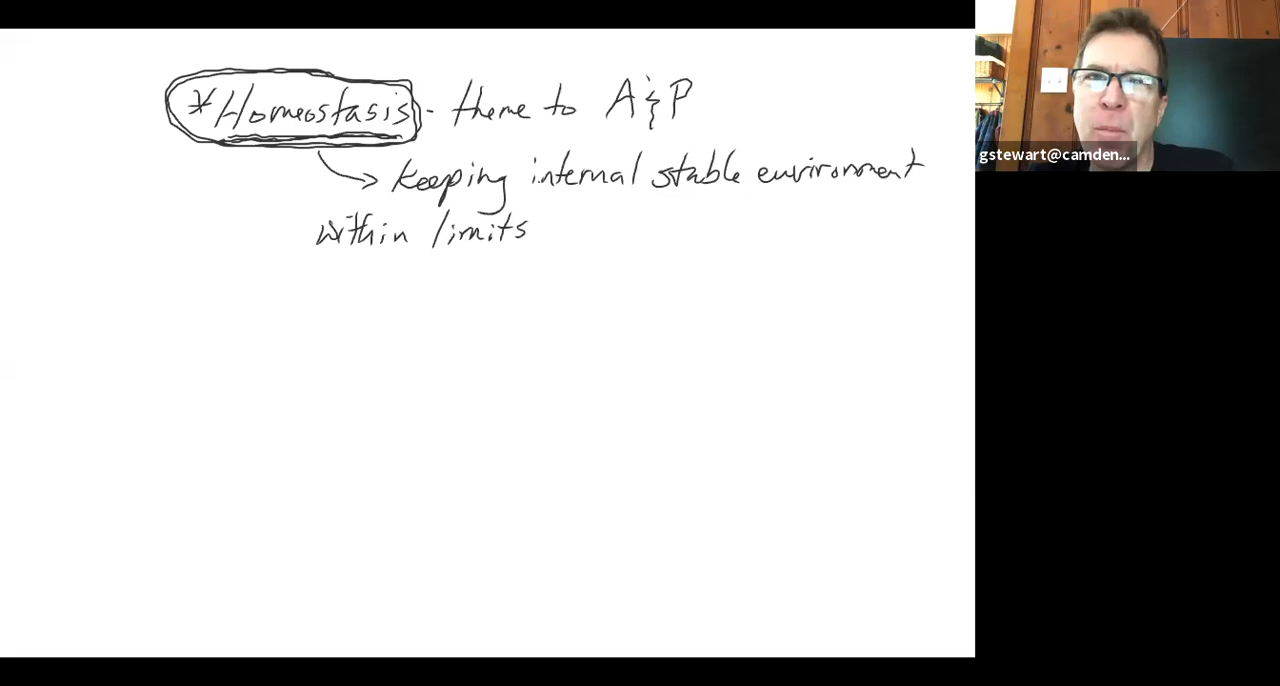 *Homeostasis - theme to A & P
→ keeping internal stable environment
within limits
gstewart@camden...